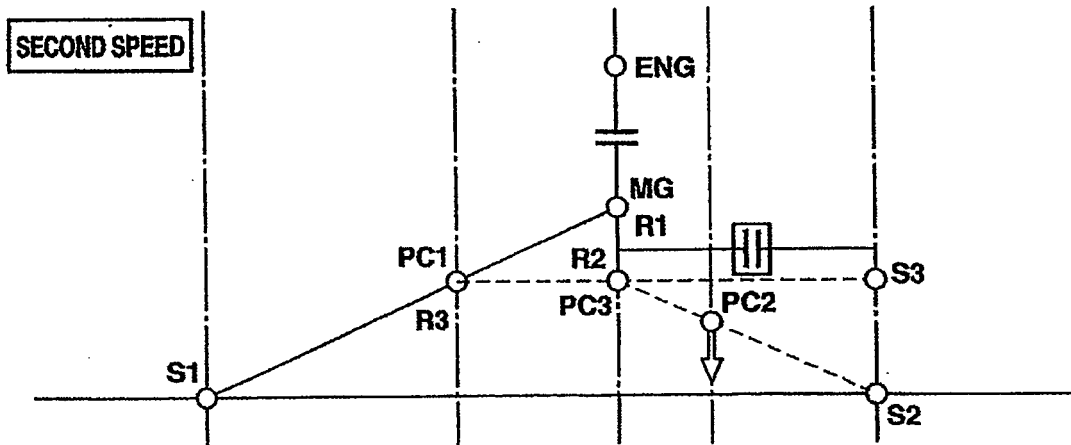 SECOND SPEED
ENG
MG
R1
PC1
R2
S3
R3
PC3
PC2
S1
S2